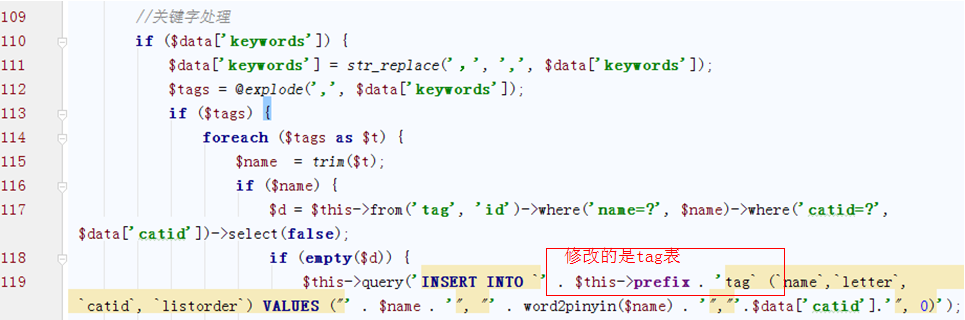 109 //关键字处理
110 if ($data['keywords']) {
111 $data['keywords'] = str_replace('，', ',', $data['keywords']);
112 $tags = @explode(',', $data['keywords']);
113 if ($tags) {
114 foreach ($tags as $t) {
115 $name = trim($t);
116 if ($name) {
117 $d = $this->from('tag', 'id')->where('name=?', $name)->where('catid=?',
$data['catid'])->select(false);
修改的是tag表
118 if (empty($d)) {
119 $this->query('INSERT INTO `' . $this->prefix . 'tag` (`name`,`letter`,
`catid`, `listorder`) VALUES ("' . $name . '", "' . word2pinyin($name) . '","'.$data['catid'].'", 0)');